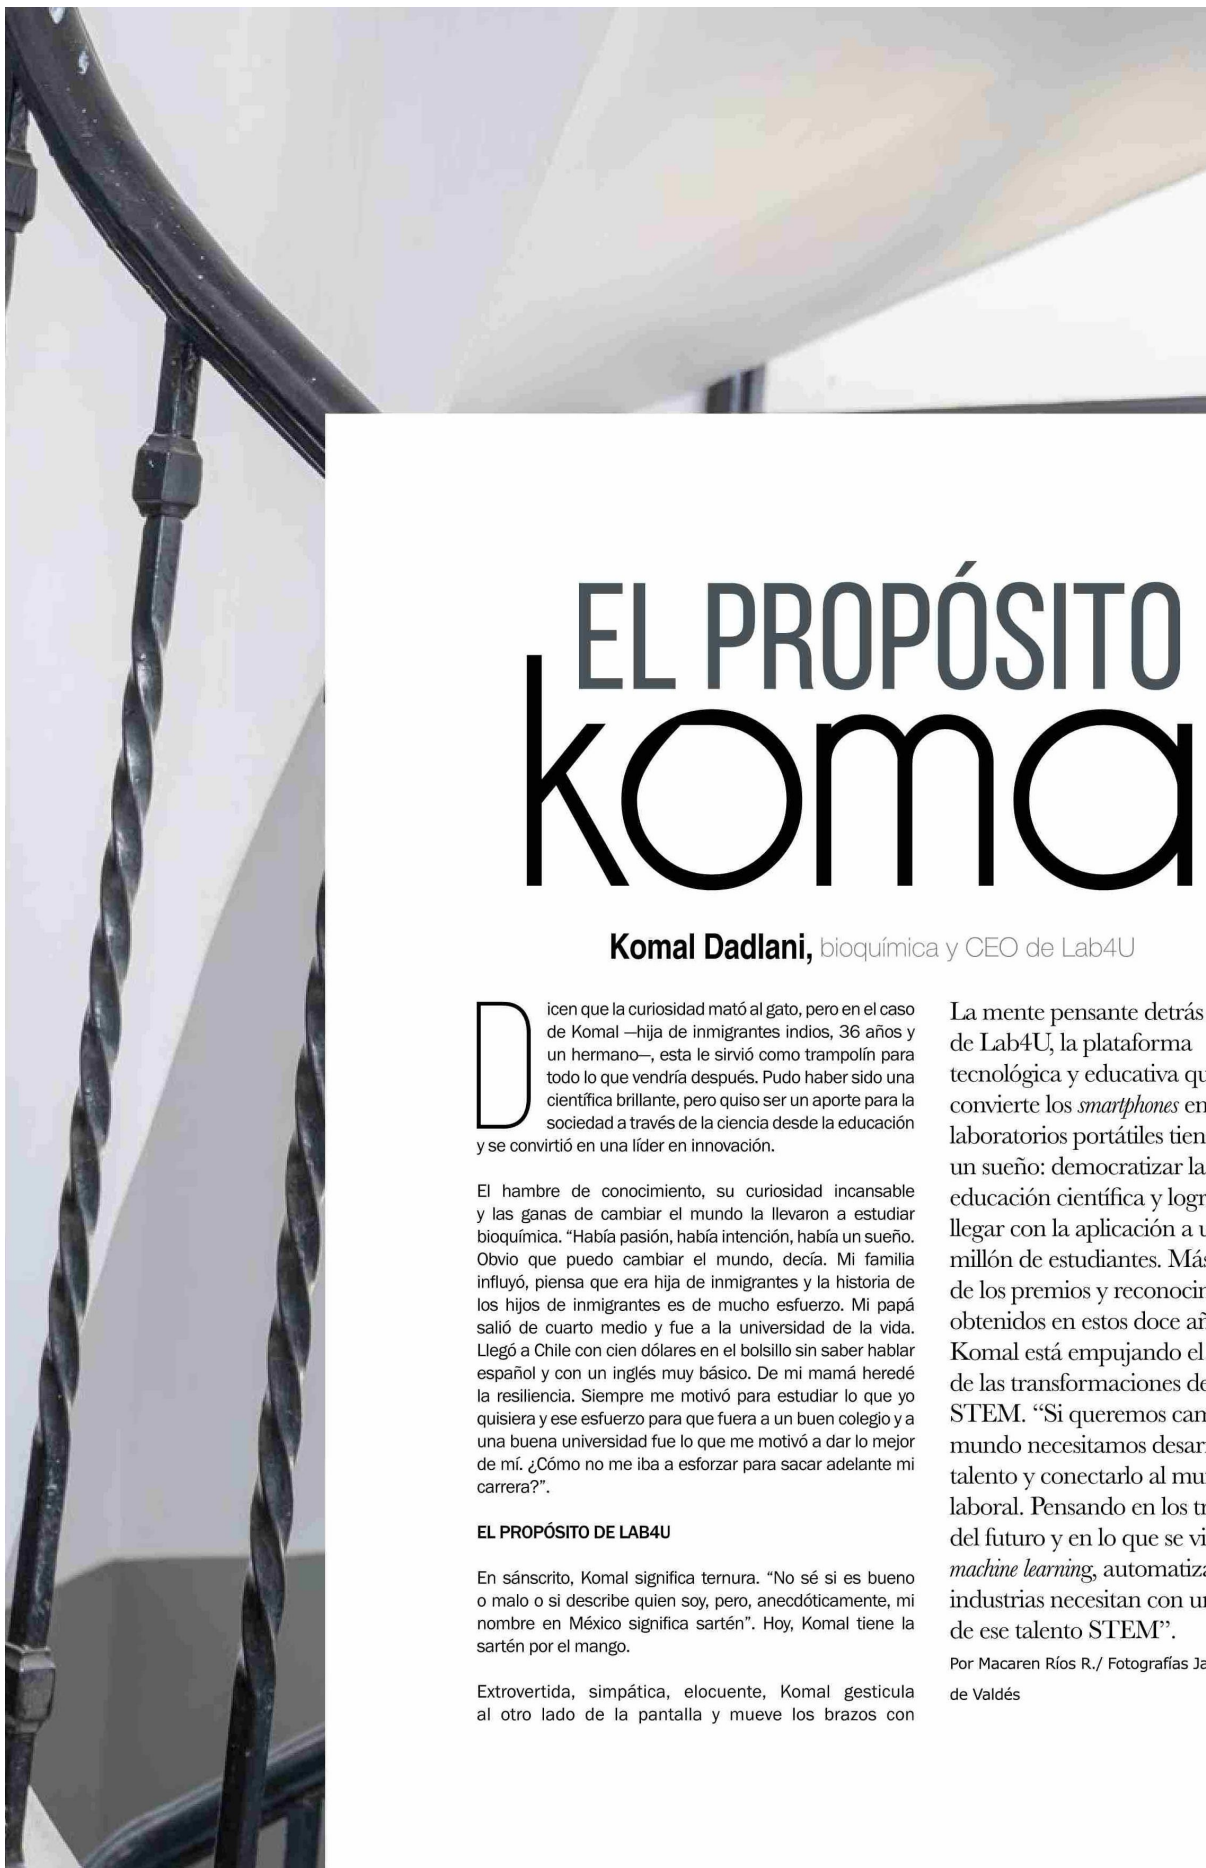 EL PROPÓSITO
koma
Komal Dadlani, bioquímica y CEO de Lab4U
Dicen que la curiosidad mató al gato, pero en el caso
de Komal —hija de inmigrantes indios, 36 años y
un hermano—, esta le sirvió como trampolín para
todo lo que vendría después. Pudo haber sido una
científica brillante, pero quiso ser un aporte para la
sociedad a través de la ciencia desde la educación
y se convirtió en una líder en innovación.
El hambre de conocimiento, su curiosidad incansable
y las ganas de cambiar el mundo la llevaron a estudiar
bioquímica. “Había pasión, había intención, había un sueño.
Obvio que puedo cambiar el mundo, decía. Mi familia
influyó, piensa que era hija de inmigrantes y la historia de
los hijos de inmigrantes es de mucho esfuerzo. Mi papá
salió de cuarto medio y fue a la universidad de la vida.
Llegó a Chile con cien dólares en el bolsillo sin saber hablar
español y con un inglés muy básico. De mi mamá heredé
la resiliencia. Siempre me motivó para estudiar lo que yo
quisiera y ese esfuerzo para que fuera a un buen colegio y a
una buena universidad fue lo que me motivó a dar lo mejor
de mí. ¿Cómo no me iba a esforzar para sacar adelante mi
carrera?”.
EL PROPÓSITO DE LAB4U
En sánscrito, Komal significa ternura. “No sé si es bueno
o malo o si describe quien soy, pero, anecdóticamente, mi
nombre en México significa sartén”. Hoy, Komal tiene la
sartén por el mango.
Extrovertida, simpática, elocuente, Komal gesticula
al otro lado de la pantalla y mueve los brazos con
La mente pensante detrás
de Lab4U, la plataforma
tecnológica y educativa qu
convierte los smartphones en
laboratorios portátiles tien
un sueño: democratizar la
educación científica y logr
llegar con la aplicación a u
millón de estudiantes. Más
de los premios y reconocin
obtenidos en estos doce añ
Komal está empujando el
de las transformaciones de
STEM. “Si queremos can
mundo necesitamos desar
talento y conectarlo al mu
laboral. Pensando en los tr
del futuro y en lo que se vi
machine learning, automatiza
industrias necesitan con ur
de ese talento STEM”.
Por Macaren Ríos R./ Fotografías Ja
de Valdés